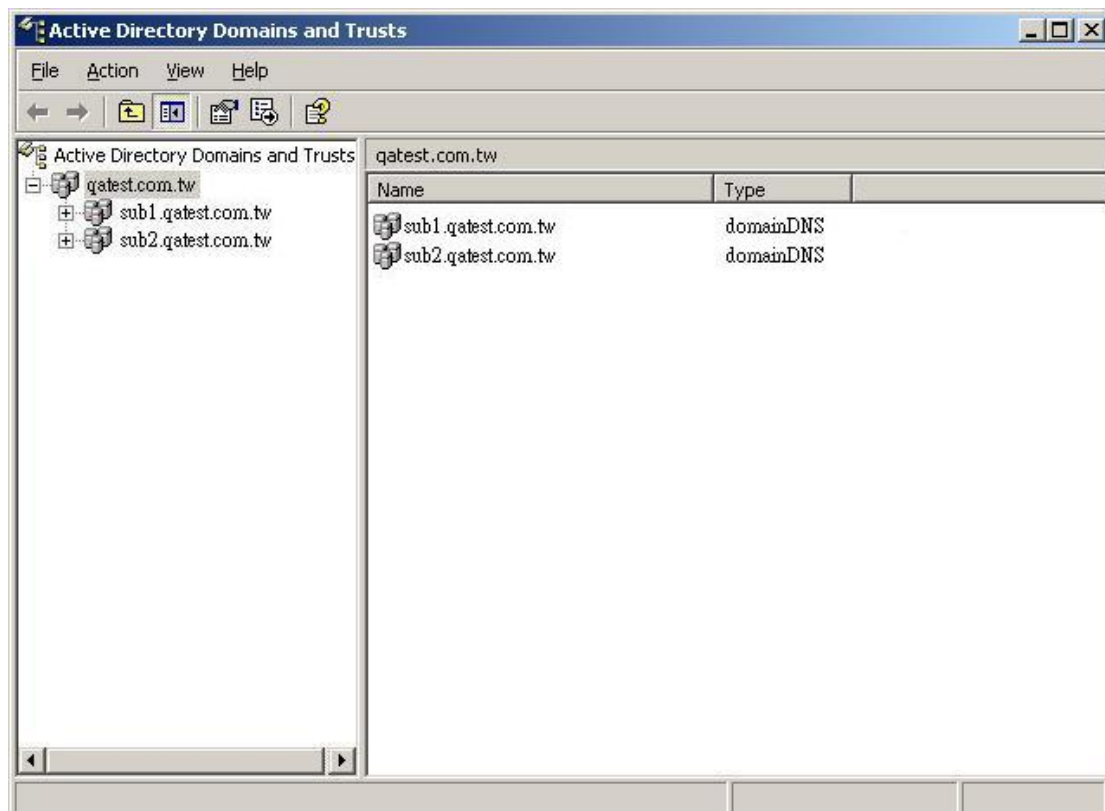 Active Directory Domains and Trusts
File Action View Help
Active Directory Domains and Trusts
qatest.com.tw
sub1.qatest.com.tw
sub2.qatest.com.tw
qatest.com.tw
Name Type
sub1.qatest.com.tw domainDNS
sub2.qatest.com.tw domainDNS